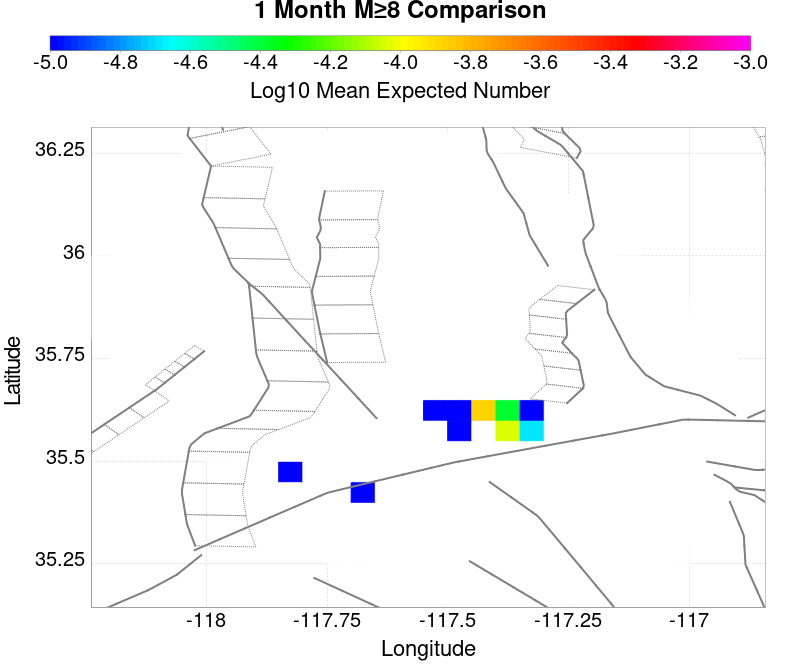 1 Month M≥8 Comparison
-5.0 -4.8 -4.6 -4.4 -4.2 -4.0 -3.8 -3.6 -3.4 -3.2 -3.0
Log10 Mean Expected Number
36.25
36
35.75
35.5
35.25
Latitude
-118 -117.75 -117.5 -117.25 -117
Longitude